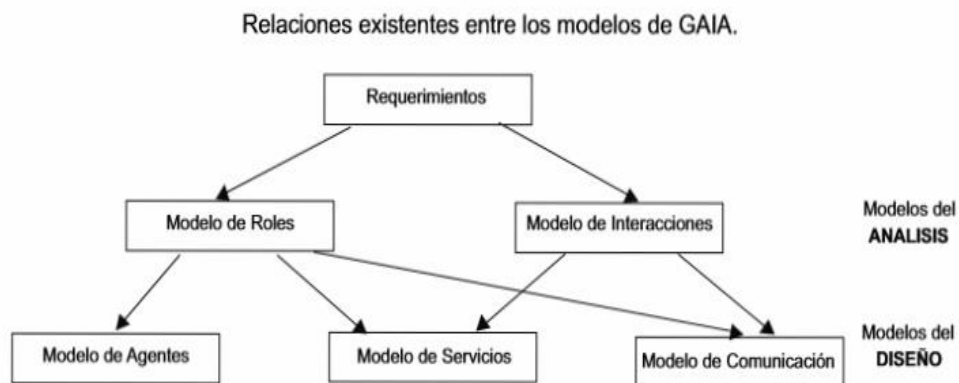 Relaciones existentes entre los modelos de GAIA.
Requerimientos
Modelo de Roles
Modelo de Interacciones
Modelos del
ANALISIS
Modelo de Agentes
Modelo de Servicios
Modelo de Comunicación
Modelos del
DISEÑO